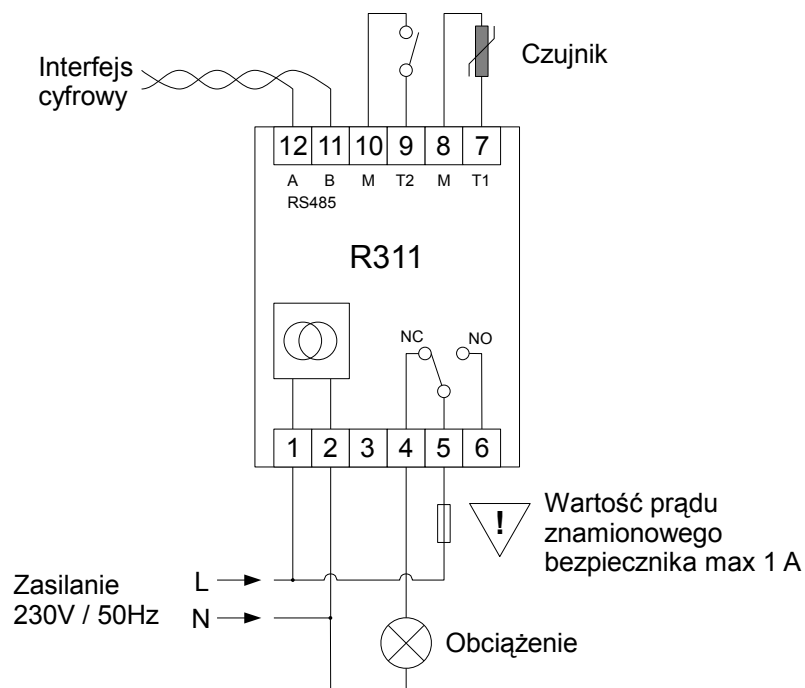 Interfejs
cyfrowy
Czujnik
12 11 10 9 8 7
A B M T2 M T1
RS485
R311
NC NO
1 2 3 4 5 6
!
Wartość prądu
znamionowego
bezpiecznika max 1 A
Zasilanie
230V / 50Hz
L
N
Obciążenie